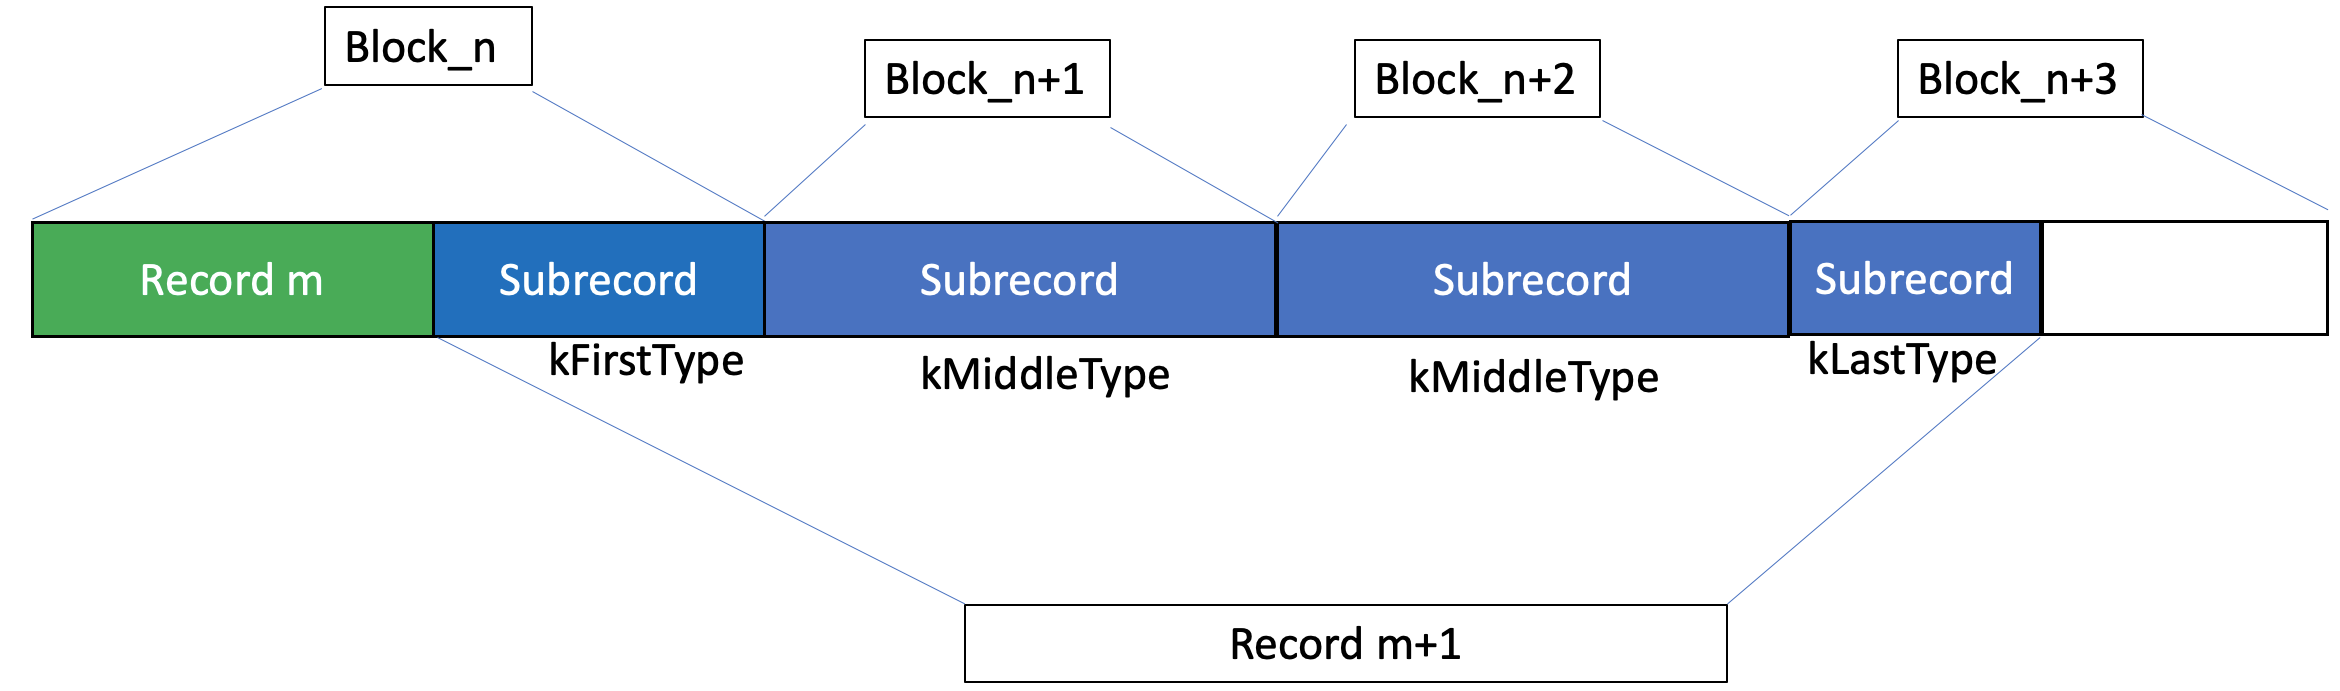 Block_n
Block_n+1
Block_n+2
Block_n+3
Record m
Subrecord
Subrecord
Subrecord
Subrecord
kFirstType
kMiddleType
kMiddleType
kLastType
Record m+1